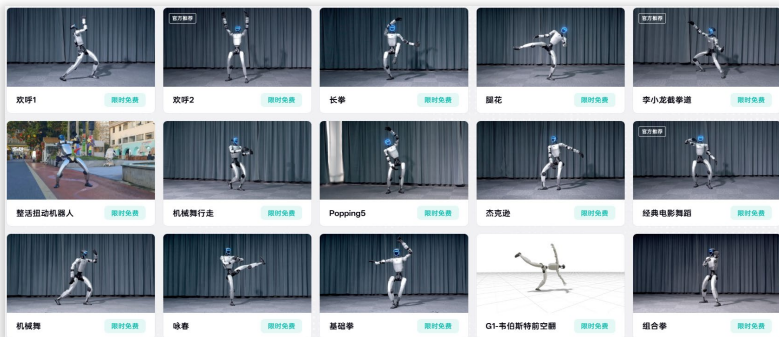 官方推荐
官方推荐
欢呼1 限时免费
欢呼2 限时免费
长拳 限时免费
腿花 限时免费
李小龙截拳道 限时免费
官方推荐
整活扭动机器人 限时免费
机械舞行走 限时免费
Popping5 限时免费
杰克逊 限时免费
经典电影舞蹈 限时免费
机械舞 限时免费
咏春 限时免费
基础拳 限时免费
G1-韦伯斯特前空翻 限时免费
组合拳 限时免费